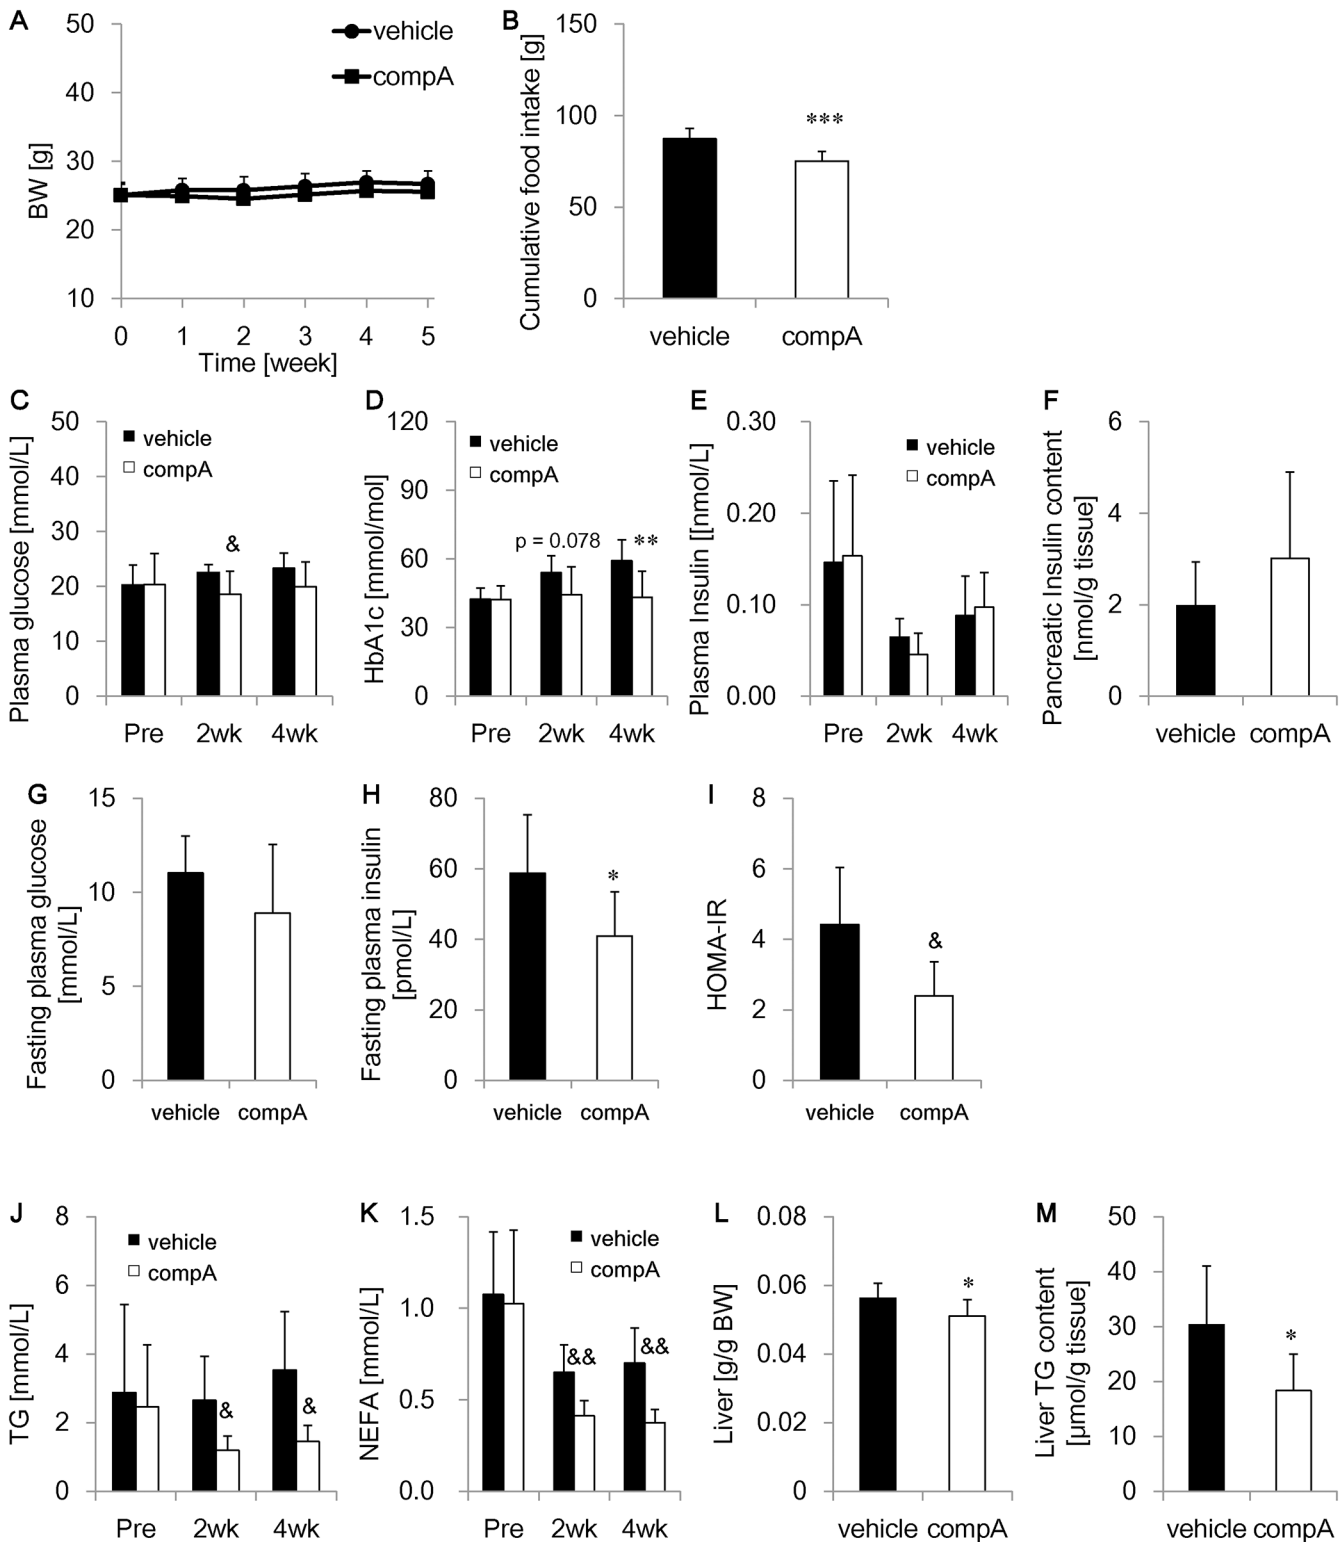 A
50
40
30
20
10
BW [g]
vehicle
compA
0 1 2 3 4 5
Time [week]
B
150
100
50
0
Cumulative food intake [g]
***
vehicle compA
C
50
40
30
20
10
0
Plasma glucose [mmol/L]
vehicle
compA
&
Pre 2wk 4wk
D
120
90
60
30
0
HbA1c [mmol/mol]
vehicle
compA
p = 0.078
**
Pre 2wk 4wk
E
0.30
0.20
0.10
0.00
Plasma Insulin [[nmol/L]
vehicle
compA
Pre 2wk 4wk
F
6
4
2
0
Pancreatic Insulin content
[nmol/g tissue]
vehicle compA
G
15
10
5
0
Fasting plasma glucose
[mmol/L]
vehicle compA
H
80
60
40
20
0
Fasting plasma insulin
[pmol/L]
*
vehicle compA
I
8
6
4
2
0
HOMA-IR
&
vehicle compA
J
8
6
4
2
0
TG [mmol/L]
vehicle
compA
&
&
Pre 2wk 4wk
K
1.5
1.0
0.5
0.0
NEFA [mmol/L]
vehicle
compA
&&
&&
Pre 2wk 4wk
L
0.08
0.06
0.04
0.02
0
Liver [g/g BW]
*
vehicle compA
M
50
40
30
20
10
0
Liver TG content
[µmol/g tissue]
*
vehicle compA